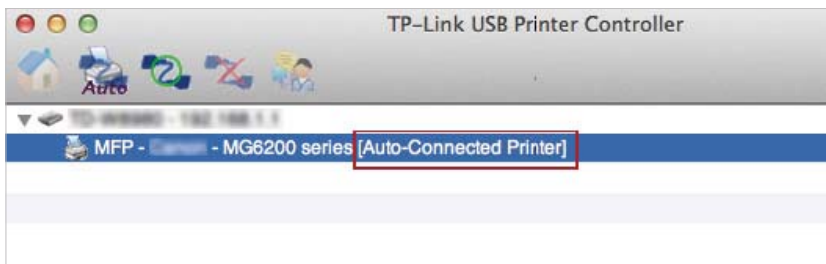 TP-Link USB Printer Controller
Auto
MFP - - MG6200 series [Auto-Connected Printer]